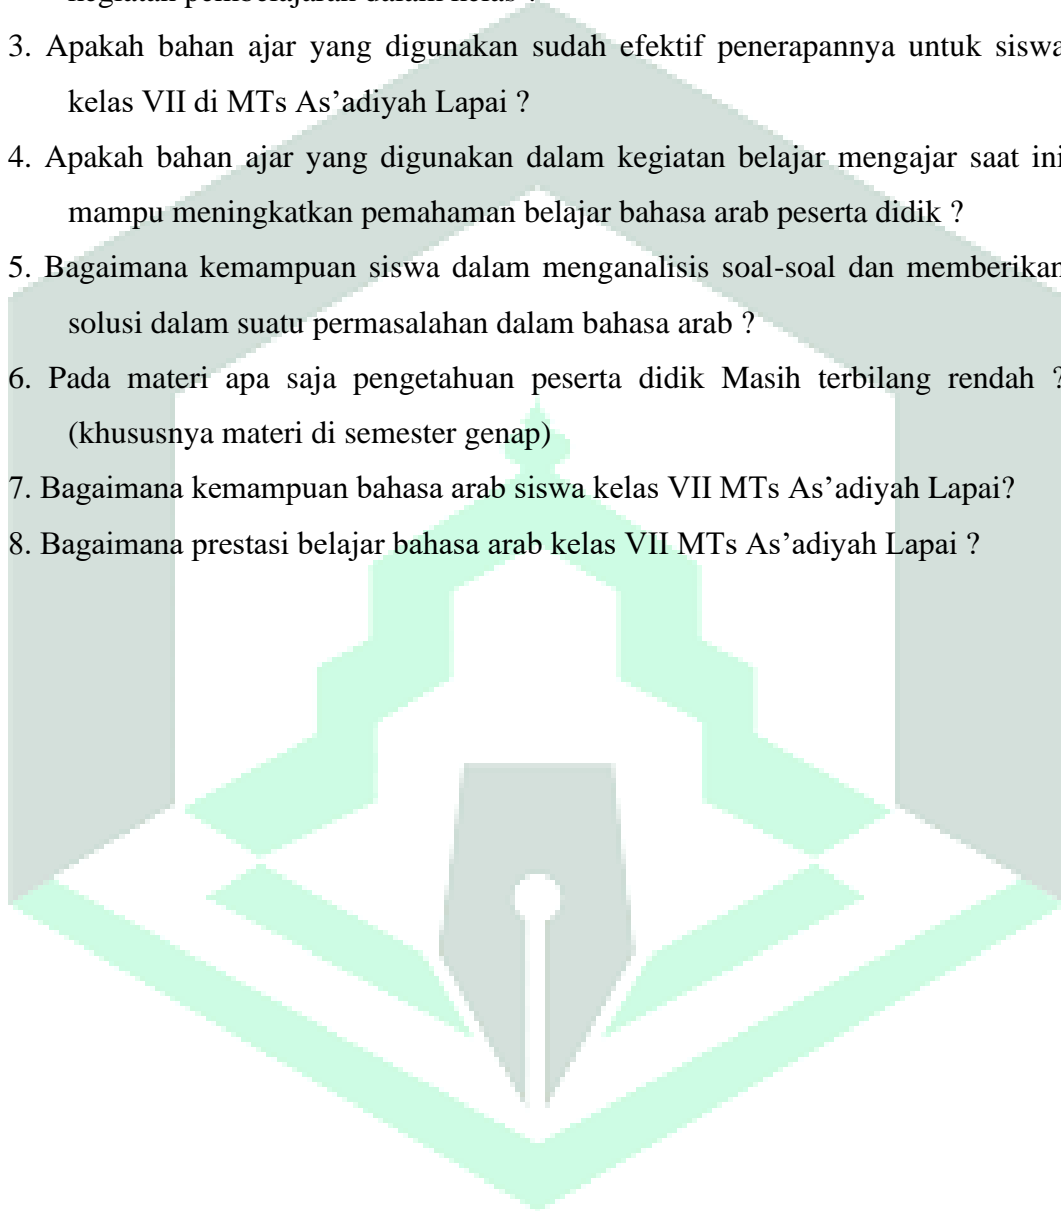 kegiatan pembelajaran dalam kelas ?
3. Apakah bahan ajar yang digunakan sudah efektif penerapannya untuk siswa
kelas VII di MTs As’adiyah Lapai ?
4. Apakah bahan ajar yang digunakan dalam kegiatan belajar mengajar saat ini
mampu meningkatkan pemahaman belajar bahasa arab peserta didik ?
5. Bagaimana kemampuan siswa dalam menganalisis soal-soal dan memberikan
solusi dalam suatu permasalahan dalam bahasa arab ?
6. Pada materi apa saja pengetahuan peserta didik Masih terbilang rendah ?
(khususnya materi di semester genap)
7. Bagaimana kemampuan bahasa arab siswa kelas VII MTs As’adiyah Lapai?
8. Bagaimana prestasi belajar bahasa arab kelas VII MTs As’adiyah Lapai ?